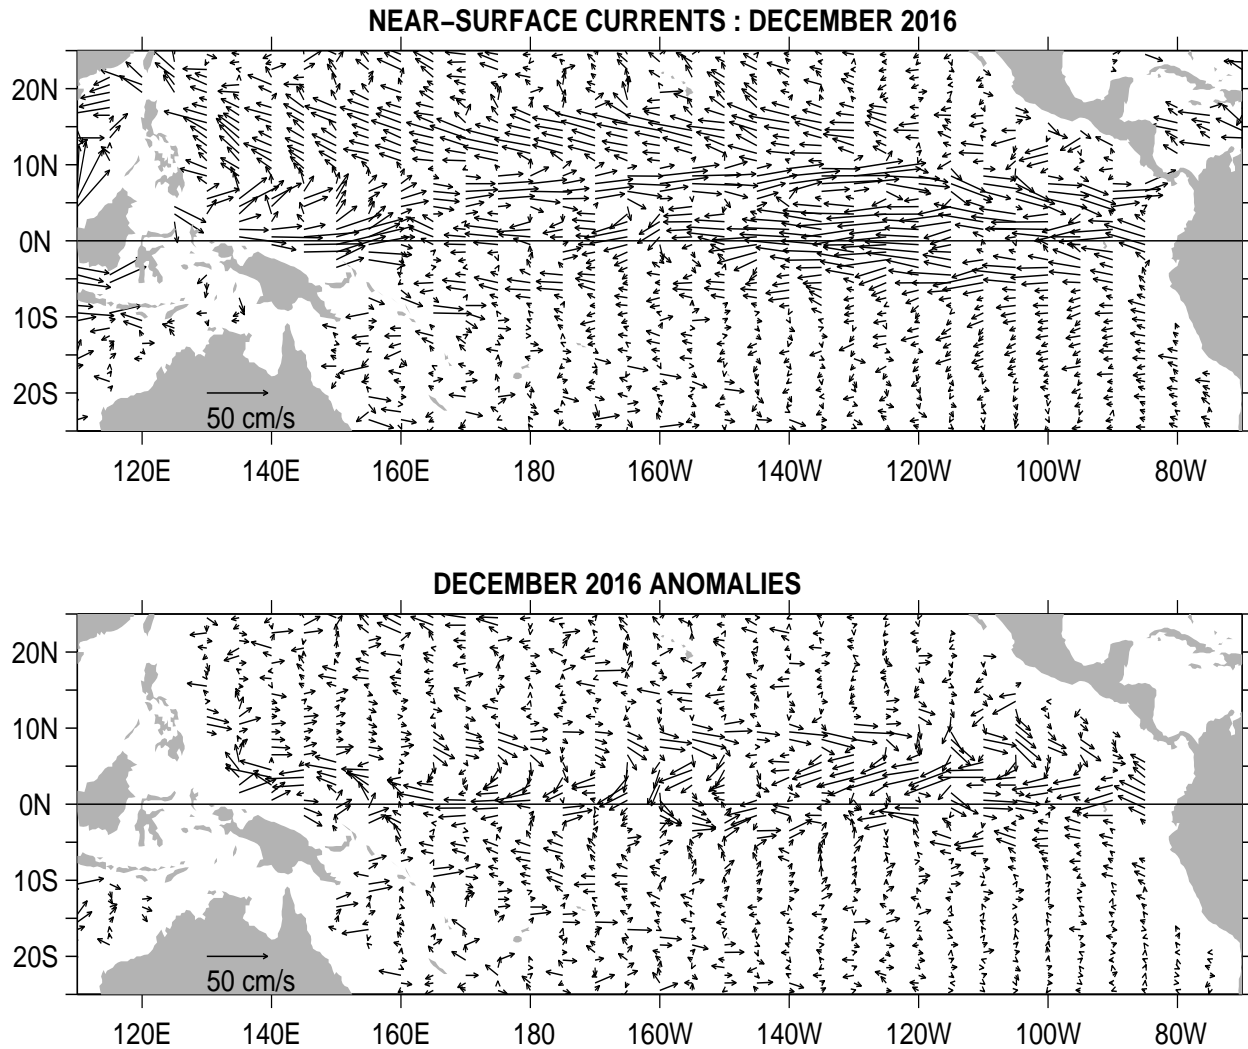 NEAR−SURFACE CURRENTS : DECEMBER 2016
20N
10N
0N
10S
20S
50 cm/s
120E 140E 160E 180 160W 140W 120W 100W 80W
DECEMBER 2016 ANOMALIES
20N
10N
0N
10S
20S
50 cm/s
120E 140E 160E 180 160W 140W 120W 100W 80W